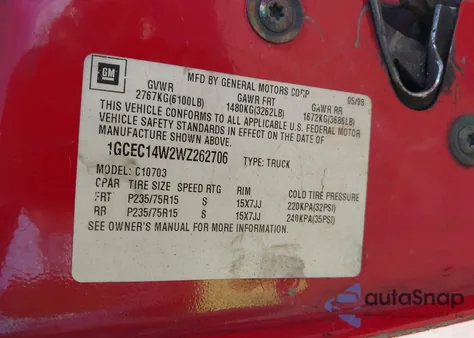 GM
MFD BY GENERAL MOTORS CORP
05/98
GVWR GAWR FRT GAWR RR
2767KG(6100LB) 1480KG(3262LB) 1672KG(3686LB)
THIS VEHICLE CONFORMS TO ALL APPLICABLE U.S. FEDERAL MOTOR
VEHICLE SAFETY STANDARDS IN EFFECT ON THE DATE OF
MANUFACTURE SHOWN ABOVE.
1GCEC14W2WZ262706 TYPE: TRUCK
MODEL: C10703
CPAR TIRE SIZE SPEED RTG RIM COLD TIRE PRESSURE
FRT P235/75R15 S 15X7JJ 220KPA(32PSI)
RR P235/75R15 S 15X7JJ 240KPA(35PSI)
SEE OWNER'S MANUAL FOR MORE INFORMATION.
autoSnap